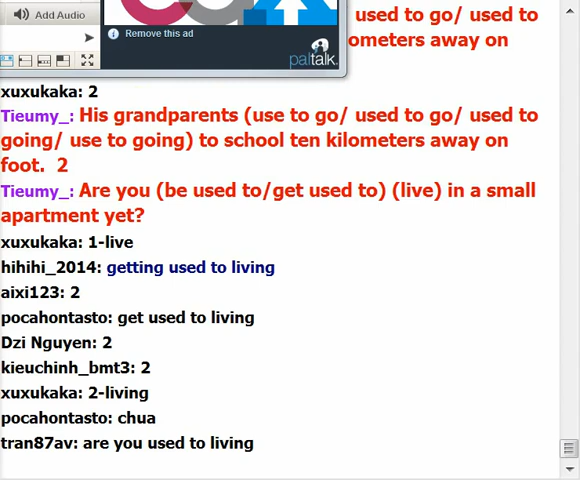 used to go/ used to
Add Audio
Remove this ad
ometers away on
paltalk.
xuxukaka: 2
Tieumy_: His grandparents (use to go/ used to go/ used to
going/ use to going) to school ten kilometers away on
foot.  2
Tieumy_: Are you (be used to/get used to) (live) in a small
apartment yet?
xuxukaka: 1-live
hihihi_2014: getting used to living
aixi123: 2
pocahontasto: get used to living
Dzi Nguyen: 2
kieuchinh_bmt3: 2
xuxukaka: 2-living
pocahontasto: chua
tran87av: are you used to living